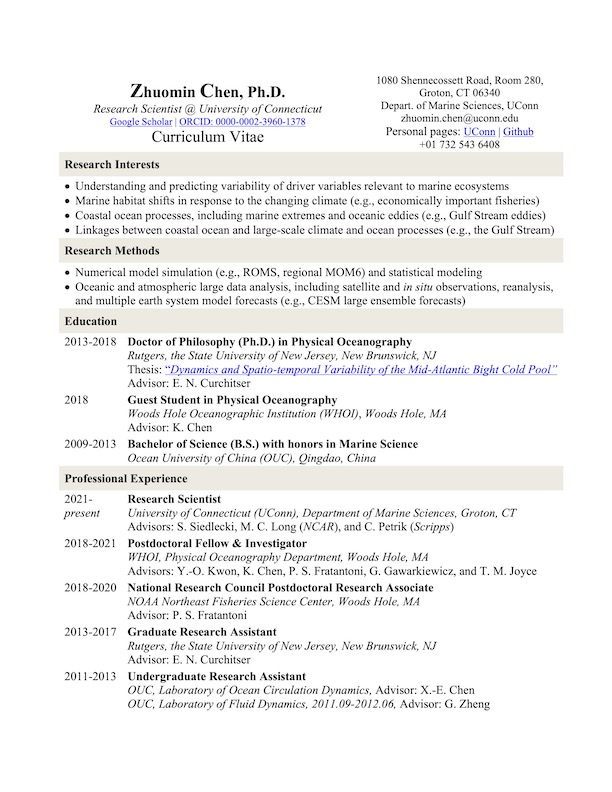 Zhuomin Chen, Ph.D.
Research Scientist @ University of Connecticut
Google Scholar | ORCID: 0000-0002-3960-1378
Curriculum Vitae
1080 Shennecossett Road, Room 280,
Groton, CT 06340
Depart. of Marine Sciences, UConn
zhuomin.chen@uconn.edu
Personal pages: UConn | Github
+01 732 543 6408
Research Interests
• Understanding and predicting variability of driver variables relevant to marine ecosystems
• Marine habitat shifts in response to the changing climate (e.g., economically important fisheries)
• Coastal ocean processes, including marine extremes and oceanic eddies (e.g., Gulf Stream eddies)
• Linkages between coastal ocean and large-scale climate and ocean processes (e.g., the Gulf Stream)
Research Methods
• Numerical model simulation (e.g., ROMS, regional MOM6) and statistical modeling
• Oceanic and atmospheric large data analysis, including satellite and in situ observations, reanalysis,
and multiple earth system model forecasts (e.g., CESM large ensemble forecasts)
Education
2013-2018 Doctor of Philosophy (Ph.D.) in Physical Oceanography
Rutgers, the State University of New Jersey, New Brunswick, NJ
Thesis: “Dynamics and Spatio-temporal Variability of the Mid-Atlantic Bight Cold Pool”
Advisor: E. N. Curchitser
2018 Guest Student in Physical Oceanography
Woods Hole Oceanographic Institution (WHOI), Woods Hole, MA
Advisor: K. Chen
2009-2013 Bachelor of Science (B.S.) with honors in Marine Science
Ocean University of China (OUC), Qingdao, China
Professional Experience
2021- Research Scientist
present University of Connecticut (UConn), Department of Marine Sciences, Groton, CT
Advisors: S. Siedlecki, M. C. Long (NCAR), and C. Petrik (Scripps)
2018-2021 Postdoctoral Fellow & Investigator
WHOI, Physical Oceanography Department, Woods Hole, MA
Advisors: Y.-O. Kwon, K. Chen, P. S. Fratantoni, G. Gawarkiewicz, and T. M. Joyce
2018-2020 National Research Council Postdoctoral Research Associate
NOAA Northeast Fisheries Science Center, Woods Hole, MA
Advisor: P. S. Fratantoni
2013-2017 Graduate Research Assistant
Rutgers, the State University of New Jersey, New Brunswick, NJ
Advisor: E. N. Curchitser
2011-2013 Undergraduate Research Assistant
OUC, Laboratory of Ocean Circulation Dynamics, Advisor: X.-E. Chen
OUC, Laboratory of Fluid Dynamics, 2011.09-2012.06, Advisor: G. Zheng